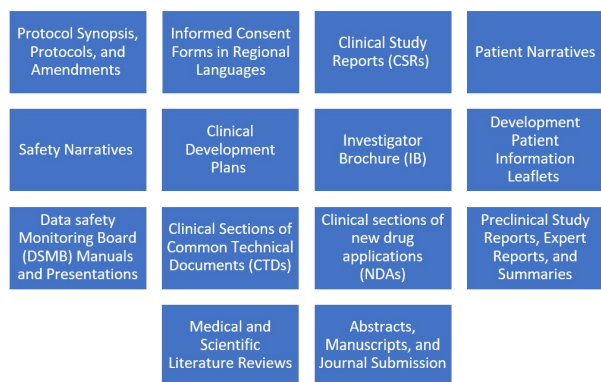 Protocol Synopsis,
Protocols, and
Amendments
Informed Consent
Forms in Regional
Languages
Clinical Study
Reports (CSRs)
Patient Narratives
Safety Narratives
Clinical
Development
Plans
Investigator
Brochure (IB)
Development
Patient
Information
Leaflets
Data safety
Monitoring Board
(DSMB) Manuals
and Presentations
Clinical Sections of
Common Technical
Documents (CTDs)
Clinical sections of
new drug
applications
(NDAs)
Preclinical Study
Reports, Expert
Reports, and
Summaries
Medical and
Scientific
Literature Reviews
Abstracts,
Manuscripts, and
Journal Submission